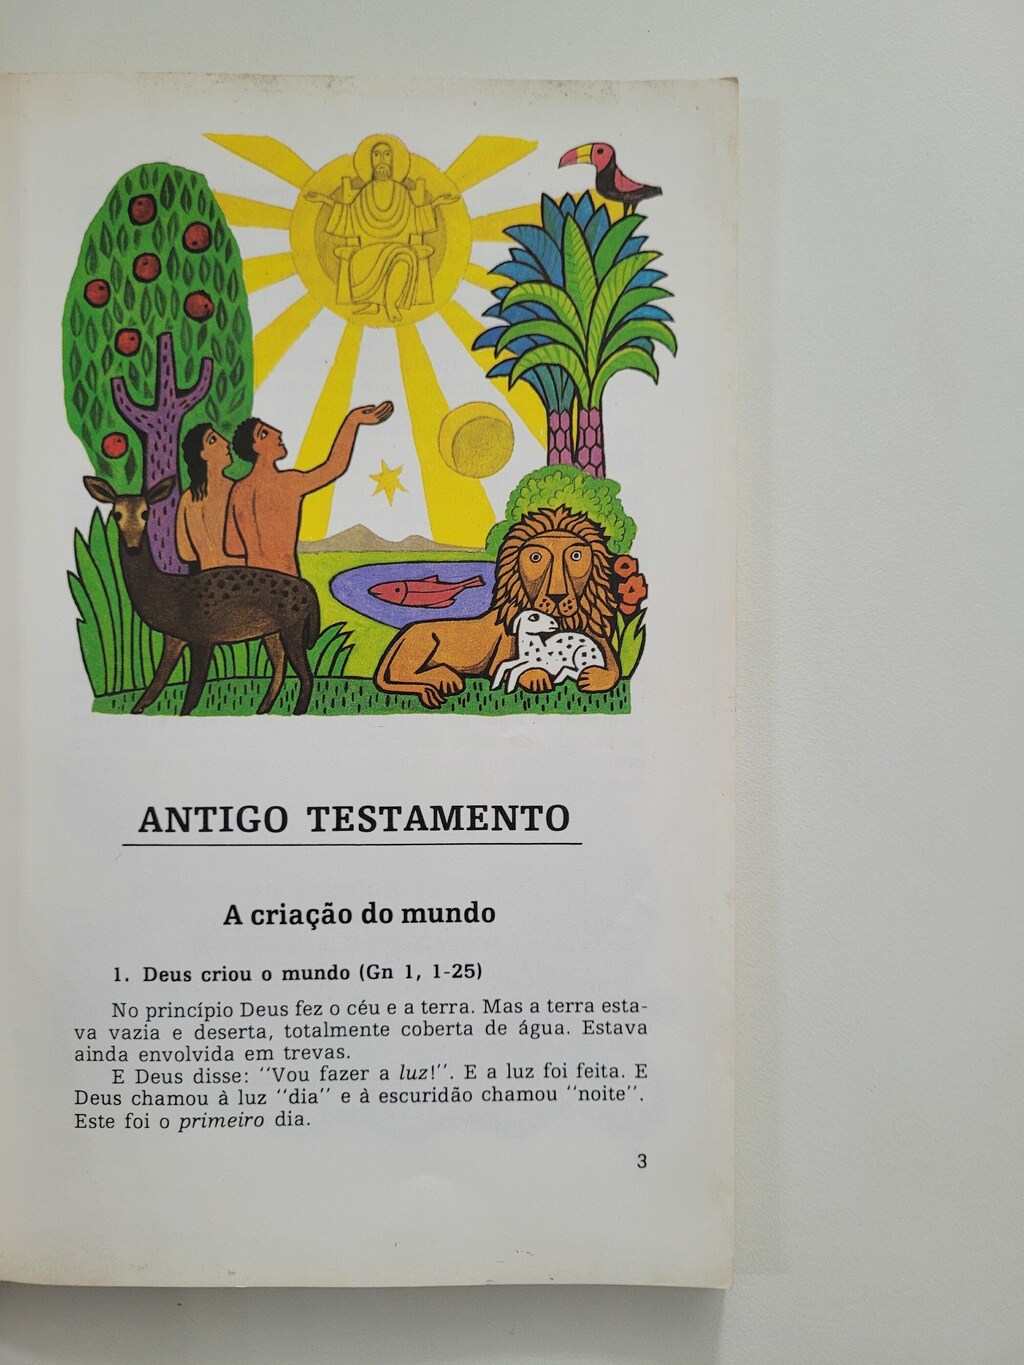 ANTIGO TESTAMENTO
A criação do mundo
1. Deus criou o mundo (Gn 1, 1-25)
No princípio Deus fez o céu e a terra. Mas a terra esta-
va vazia e deserta, totalmente coberta de água. Estava
ainda envolvida em trevas.
E Deus disse: "Vou fazer a luz!". E a luz foi feita. E
Deus chamou à luz "dia" e à escuridão chamou "noite".
Este foi o primeiro dia.
3